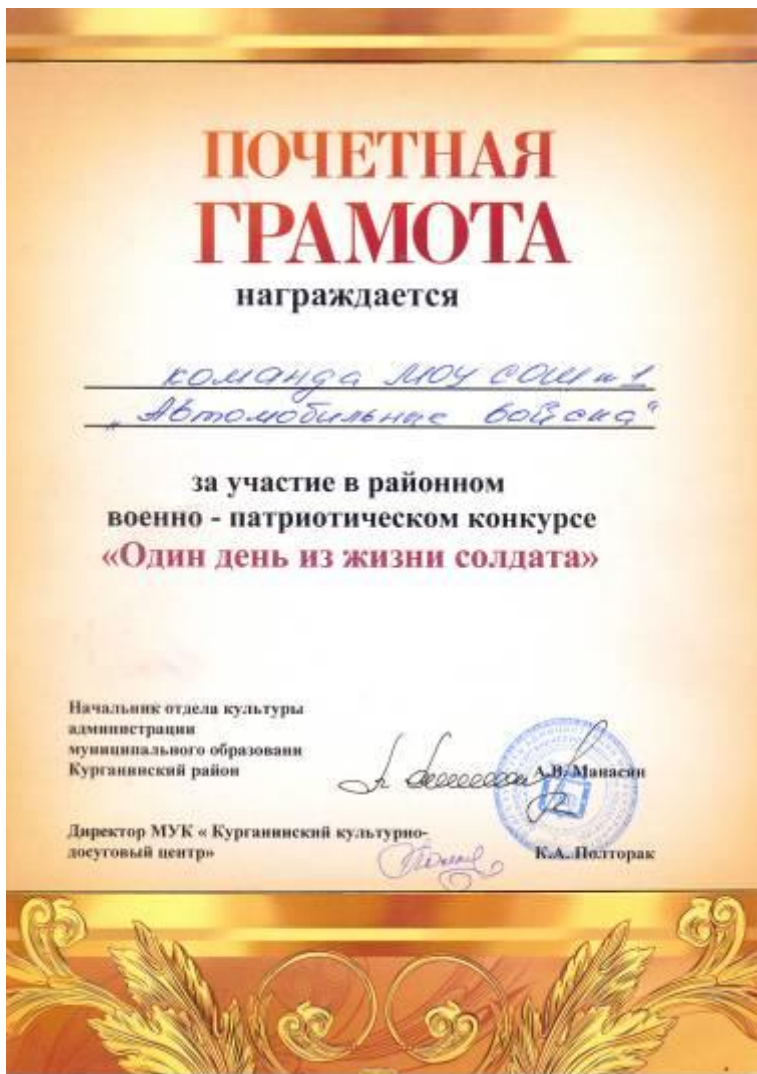 ПОЧЕТНАЯ
ГРАМОТА
награждается
команда МОУ СОШ №1
"Автомобильные войска"
за участие в районном
военно - патриотическом конкурсе
«Один день из жизни солдата»
Начальник отдела культуры
администрации
муниципального образовани
Курганинский район
А.В. Манасян
Директор МУК « Курганинский культурно-
досуговый центр»
К.А. Полторак